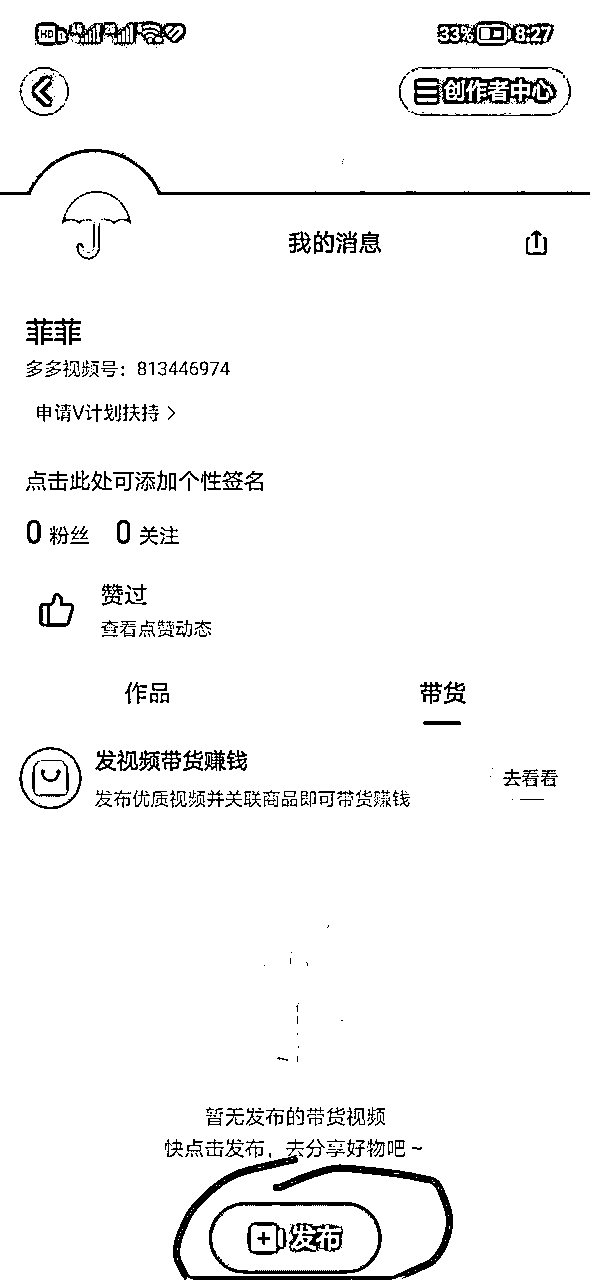 HD 33% 8:27
创作者中心
我的消息
菲菲
多多视频号：813446974
申请V计划扶持 >
点击此处可添加个性签名
0 粉丝 0 关注
赞过
查看点赞动态
作品 带货
发视频带货赚钱
去看看
发布优质视频并关联商品即可带货赚钱
暂无发布的带货视频
快点击发布，去分享好物吧 ~
发布